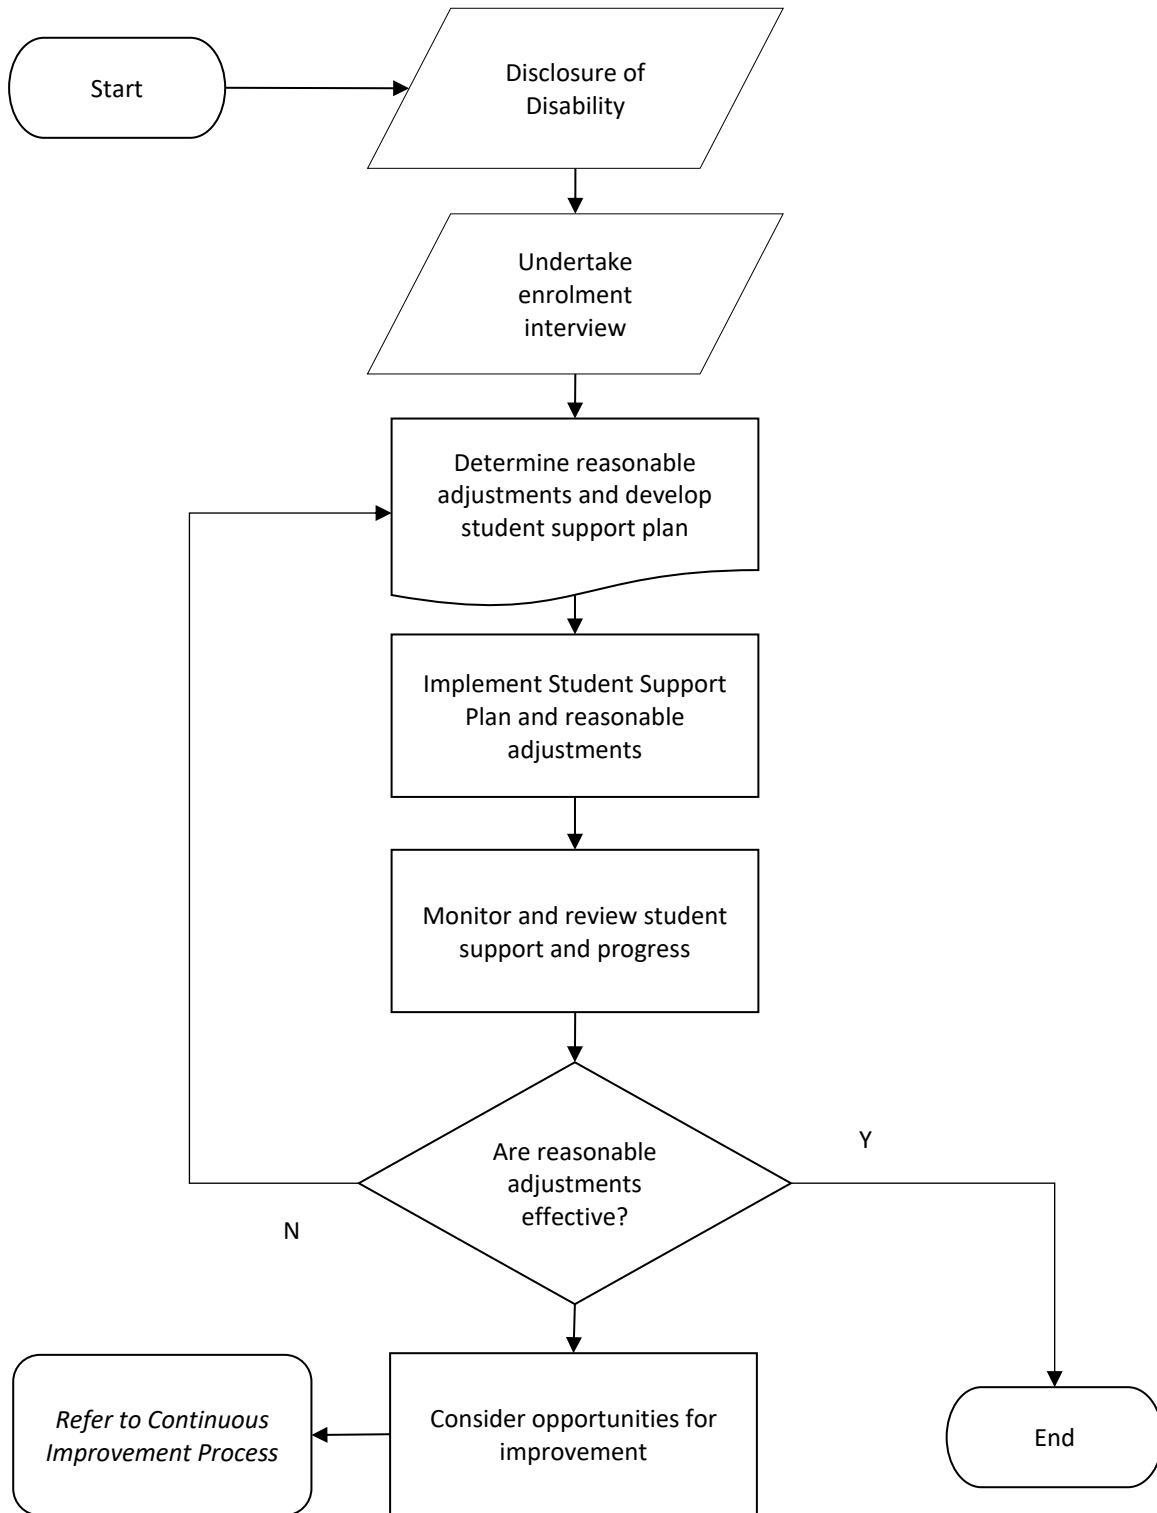 Start
Disclosure of
Disability
Undertake
enrolment
interview
Determine reasonable
adjustments and develop
student support plan
Implement Student Support
Plan and reasonable
adjustments
Monitor and review student
support and progress
Are reasonable
adjustments
effective?
Y
N
Refer to Continuous
Improvement Process
Consider opportunities for
improvement
End